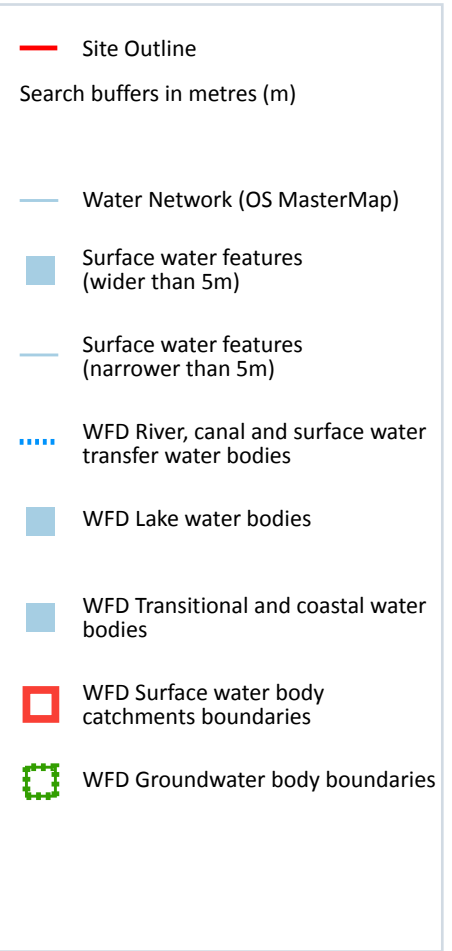 Site Outline
Search buffers in metres (m)
Water Network (OS MasterMap)
Surface water features
(wider than 5m)
Surface water features
(narrower than 5m)
WFD River, canal and surface water
transfer water bodies
WFD Lake water bodies
WFD Transitional and coastal water
bodies
WFD Surface water body
catchments boundaries
WFD Groundwater body boundaries